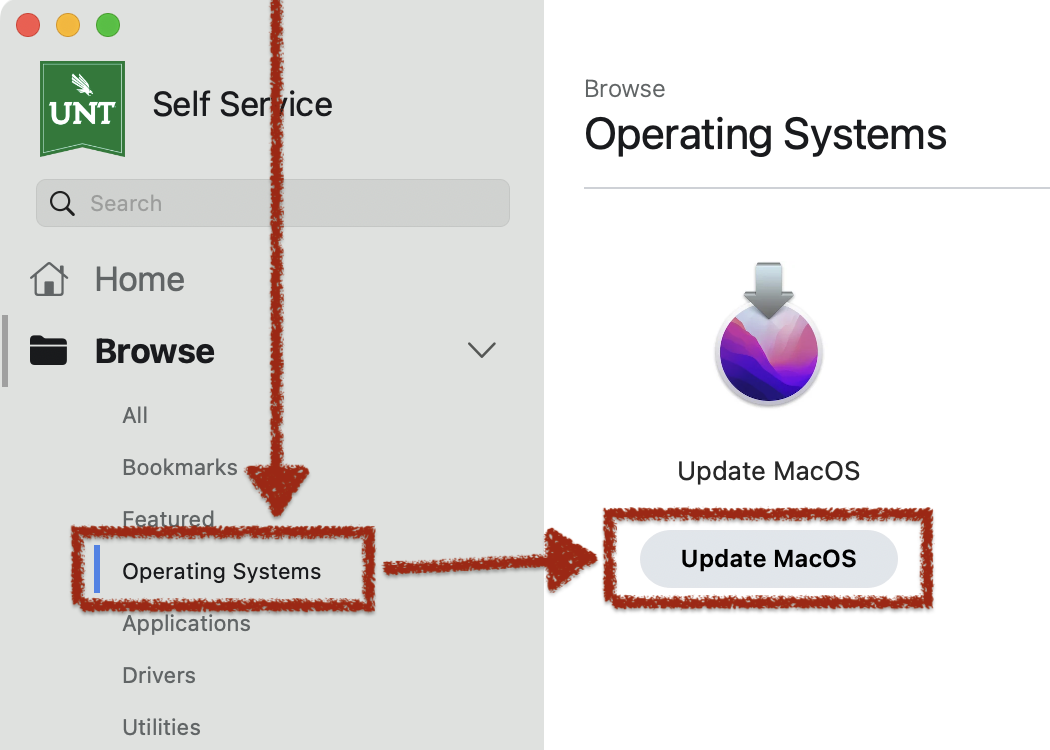 UNT
Self Service
Search
Home
Browse
All
Bookmarks
Featured
Operating Systems
Applications
Drivers
Utilities
Browse
Operating Systems
Update MacOS
Update MacOS